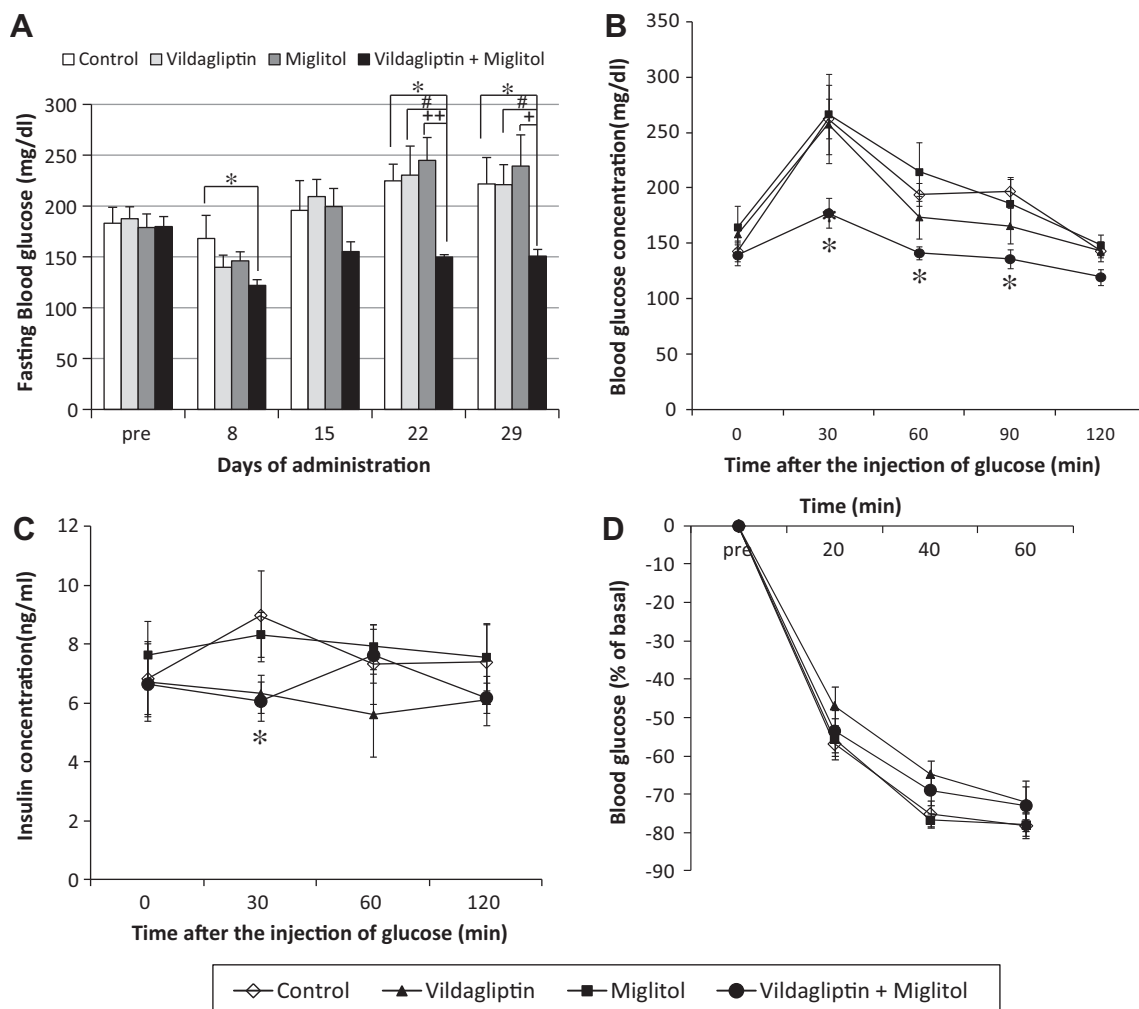 A
Control Vildagliptin Miglitol Vildagliptin + Miglitol
Fasting Blood glucose (mg/dl)
300
250
200
150
100
50
0
* * *
# #
++ +
pre 8 15 22 29
Days of administration
B
Blood glucose concentration(mg/dl)
350
300
250
200
150
100
50
0
* * * *
0 30 60 90 120
Time after the injection of glucose (min)
C
Insulin concentration(ng/ml)
12
10
8
6
4
2
0
*
0 30 60 120
Time after the injection of glucose (min)
D
Time (min)
pre 20 40 60
Blood glucose (% of basal)
0
-10
-20
-30
-40
-50
-60
-70
-80
-90
Control Vildagliptin Miglitol Vildagliptin + Miglitol